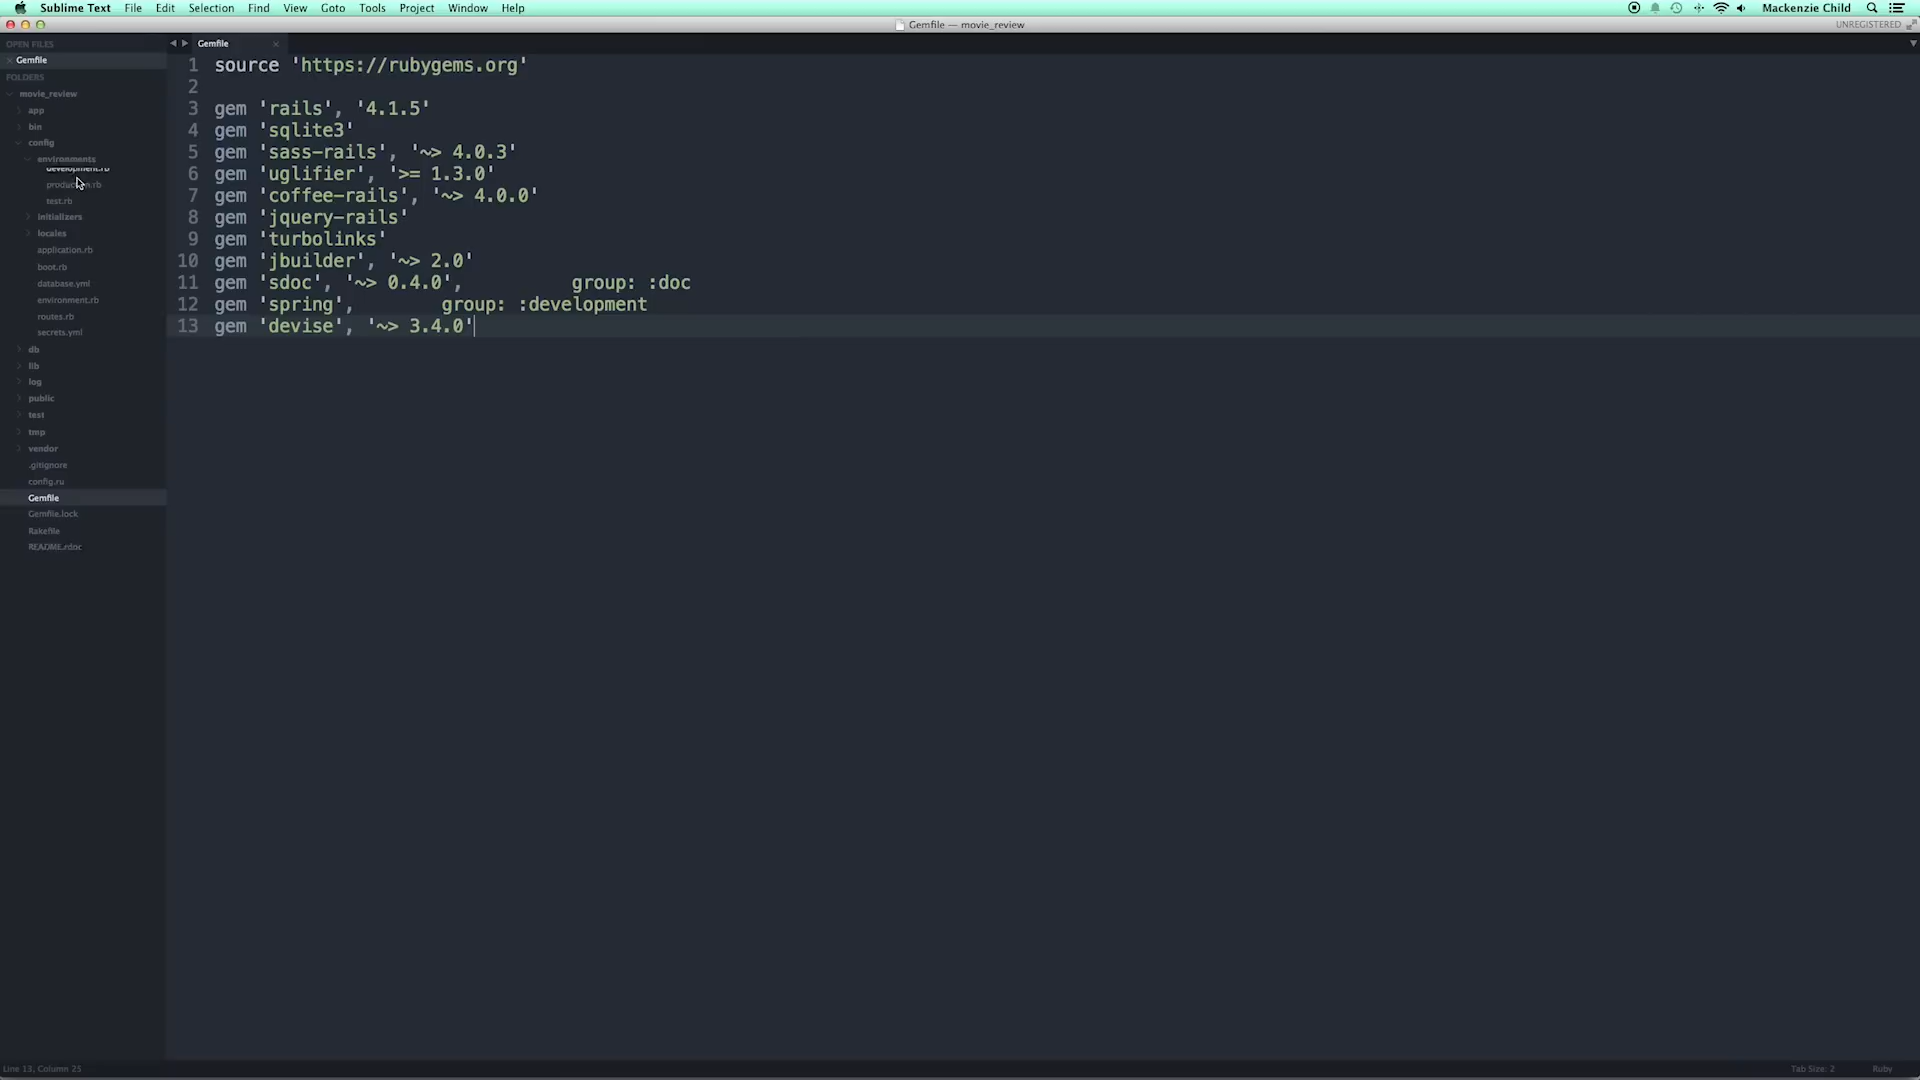 Sublime Text File Edit Selection Find View Goto Tools Project Window Help Mackenzie Child
Gemfile — movie_review UNREGISTERED
OPEN FILES
Gemfile
FOLDERS
movie_review
app
bin
config
environments
development.rb
production.rb
test.rb
initializers
locales
application.rb
boot.rb
database.yml
environment.rb
routes.rb
secrets.yml
db
lib
log
public
test
tmp
vendor
.gitignore
config.ru
Gemfile
Gemfile.lock
Rakefile
README.rdoc
Gemfile
1 source 'https://rubygems.org'
2
3 gem 'rails', '4.1.5'
4 gem 'sqlite3'
5 gem 'sass-rails', '~> 4.0.3'
6 gem 'uglifier', '>= 1.3.0'
7 gem 'coffee-rails', '~> 4.0.0'
8 gem 'jquery-rails'
9 gem 'turbolinks'
10 gem 'jbuilder', '~> 2.0'
11 gem 'sdoc', '~> 0.4.0', group: :doc
12 gem 'spring', group: :development
13 gem 'devise', '~> 3.4.0'
Line 13, Column 25 Tab Size: 2 Ruby